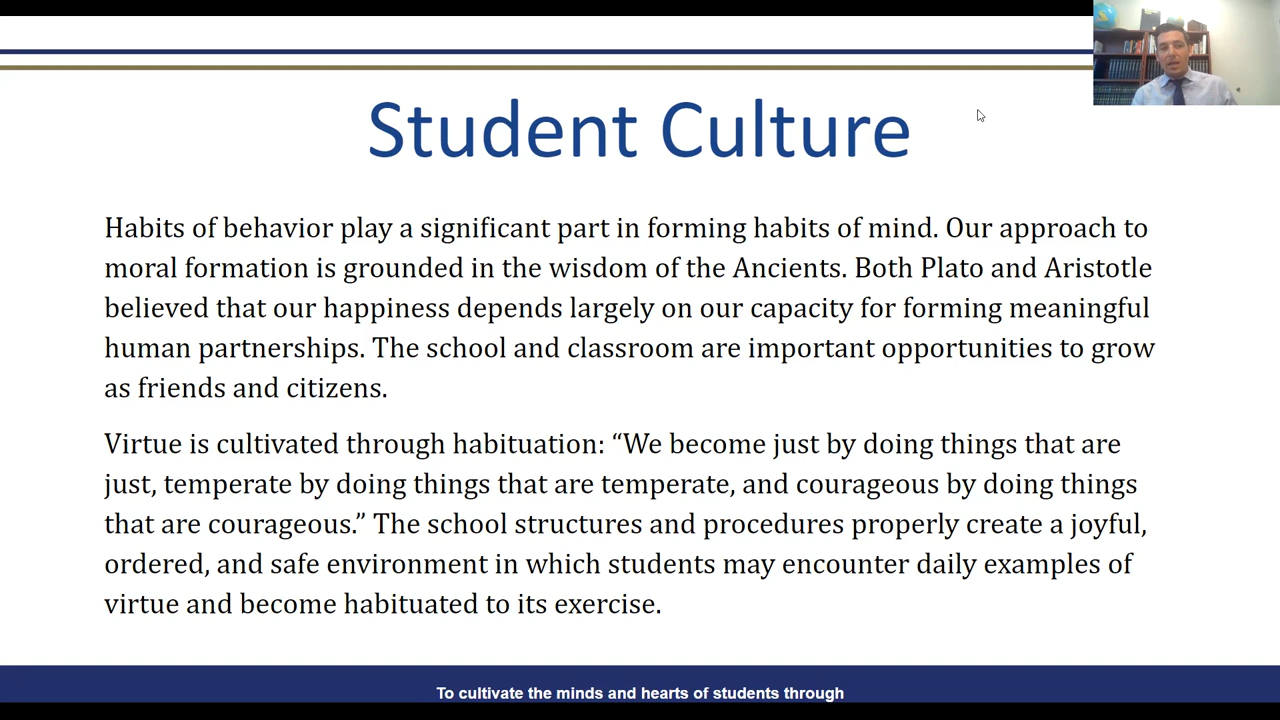 Student Culture
Habits of behavior play a significant part in forming habits of mind. Our approach to
moral formation is grounded in the wisdom of the Ancients. Both Plato and Aristotle
believed that our happiness depends largely on our capacity for forming meaningful
human partnerships. The school and classroom are important opportunities to grow
as friends and citizens.
Virtue is cultivated through habituation: “We become just by doing things that are
just, temperate by doing things that are temperate, and courageous by doing things
that are courageous.” The school structures and procedures properly create a joyful,
ordered, and safe environment in which students may encounter daily examples of
virtue and become habituated to its exercise.
To cultivate the minds and hearts of students through